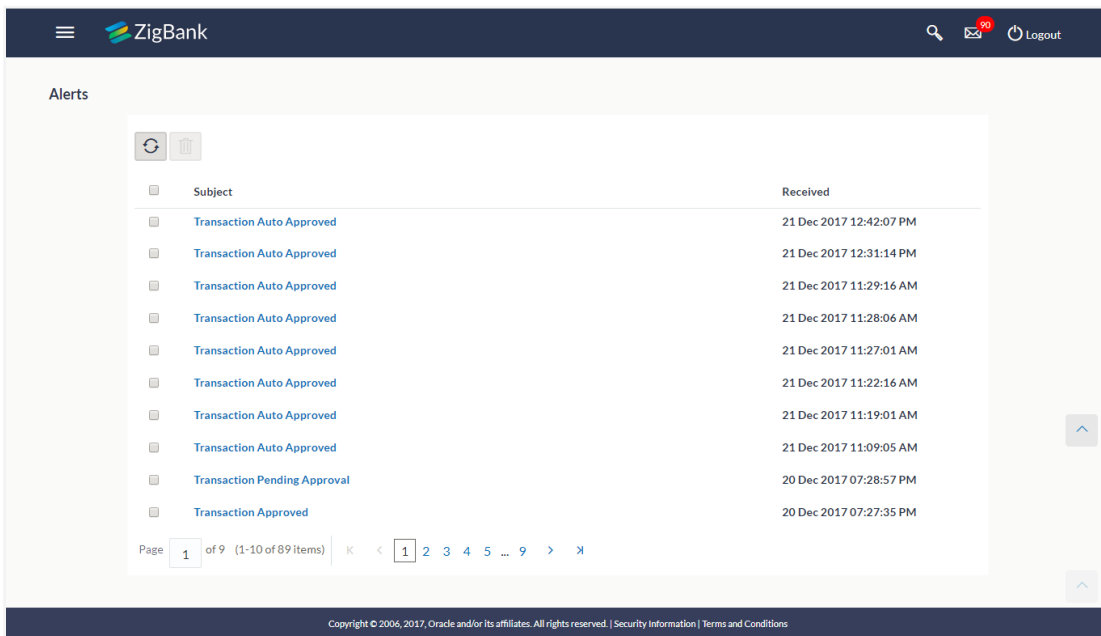 ZigBank 90 Logout
Alerts
Subject Received
Transaction Auto Approved 21 Dec 2017 12:42:07 PM
Transaction Auto Approved 21 Dec 2017 12:31:14 PM
Transaction Auto Approved 21 Dec 2017 11:29:16 AM
Transaction Auto Approved 21 Dec 2017 11:28:06 AM
Transaction Auto Approved 21 Dec 2017 11:27:01 AM
Transaction Auto Approved 21 Dec 2017 11:22:16 AM
Transaction Auto Approved 21 Dec 2017 11:19:01 AM
Transaction Auto Approved 21 Dec 2017 11:09:05 AM
Transaction Pending Approval 20 Dec 2017 07:28:57 PM
Transaction Approved 20 Dec 2017 07:27:35 PM
Page 1 of 9 (1-10 of 89 items) 1 2 3 4 5 ... 9
Copyright © 2006, 2017, Oracle and/or its affiliates. All rights reserved. | Security Information | Terms and Conditions